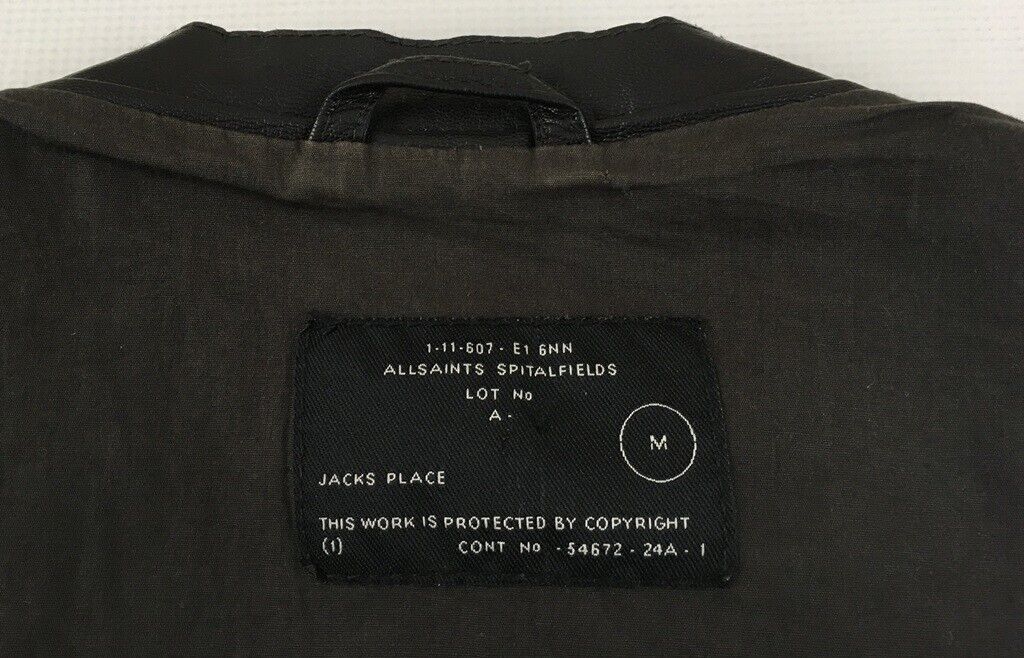 1-11-607 - E1 6NN
ALLSAINTS SPITALFIELDS
LOT No
A -
M
JACKS PLACE
THIS WORK IS PROTECTED BY COPYRIGHT
(1) CONT No - 54672 - 24A - 1